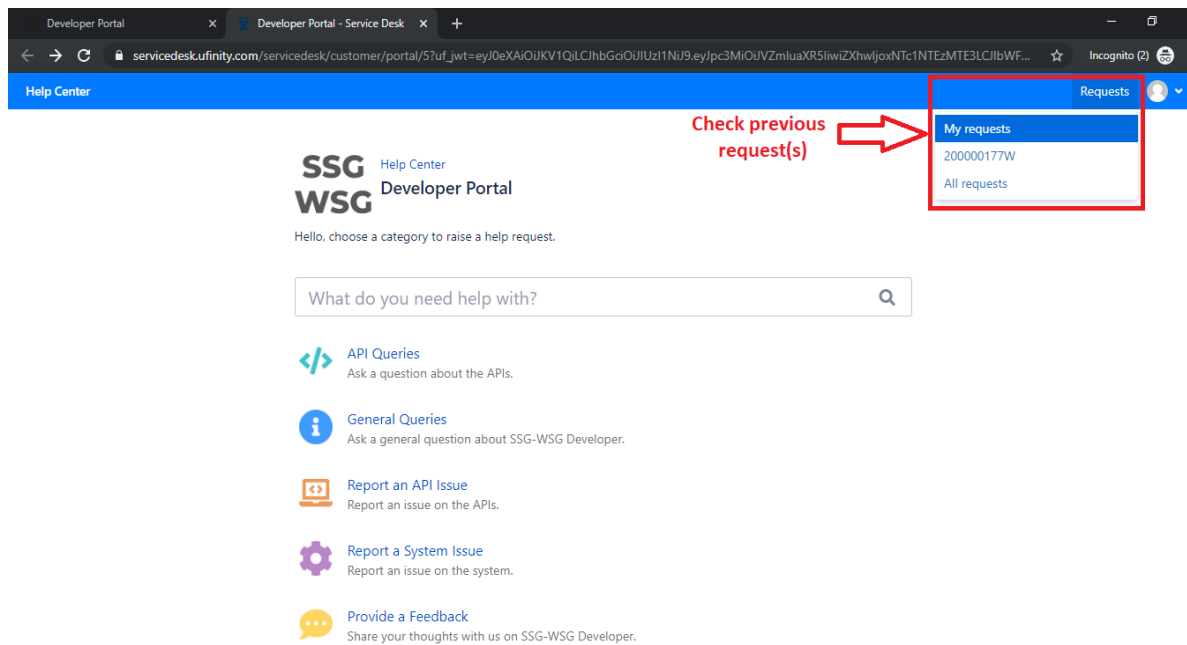 Developer Portal
Developer Portal - Service Desk
servicedesk.ufinity.com/servicedesk/customer/portal/5?uf_jwt=eyJ0eXAiOiJKV1QiLCJhbGciOiJIUzI1NiJ9.eyJpc3MiOiJVZmluaXR5IiwiZXhwIjoxNTc1NTEzMTE3LCJlbWF...
Incognito (2)
Help Center
Requests
Check previous
request(s)
My requests
200000177W
All requests
SSG
WSG
Help Center
Developer Portal
Hello, choose a category to raise a help request.
What do you need help with?
API Queries
Ask a question about the APIs.
General Queries
Ask a general question about SSG-WSG Developer.
Report an API Issue
Report an issue on the APIs.
Report a System Issue
Report an issue on the system.
Provide a Feedback
Share your thoughts with us on SSG-WSG Developer.